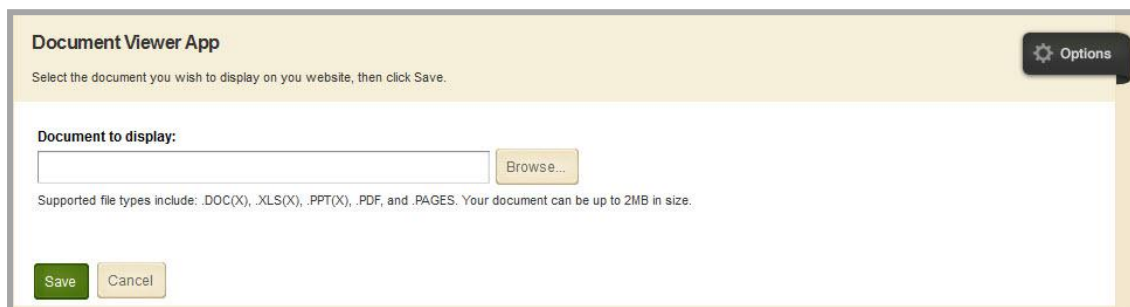 Document Viewer App
Options
Select the document you wish to display on you website, then click Save.
Document to display:
Browse...
Supported file types include: .DOC(X), .XLS(X), .PPT(X), .PDF, and .PAGES. Your document can be up to 2MB in size.
Save
Cancel